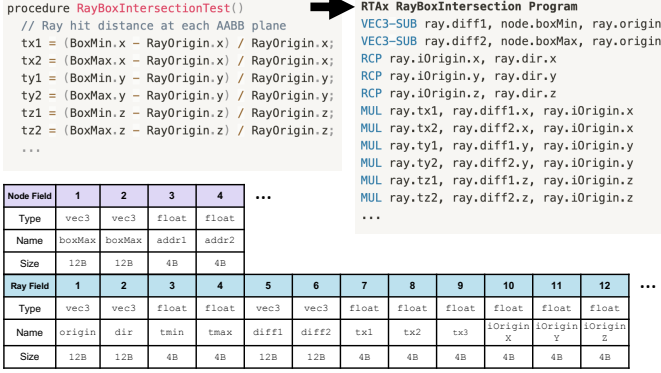 procedure RayBoxIntersectionTest()
// Ray hit distance at each AABB plane
tx1 = (BoxMin.x – RayOrigin.x) / RayOrigin.x;
tx2 = (BoxMax.x – RayOrigin.x) / RayOrigin.x;
ty1 = (BoxMin.y – RayOrigin.y) / RayOrigin.y;
ty2 = (BoxMax.y – RayOrigin.y) / RayOrigin.y;
tz1 = (BoxMin.z – RayOrigin.z) / RayOrigin.z;
tz2 = (BoxMax.z – RayOrigin.z) / RayOrigin.z;
...
RTAx RayBoxIntersection Program
VEC3–SUB ray.diff1, node.boxMin, ray.origin
VEC3–SUB ray.diff2, node.boxMax, ray.origin
RCP ray.iOrigin.x, ray.dir.x
RCP ray.iOrigin.y, ray.dir.y
RCP ray.iOrigin.z, ray.dir.z
MUL ray.tx1, ray.diff1.x, ray.iOrigin.x
MUL ray.tx2, ray.diff2.x, ray.iOrigin.x
MUL ray.ty1, ray.diff1.y, ray.iOrigin.y
MUL ray.ty2, ray.diff2.y, ray.iOrigin.y
MUL ray.tz1, ray.diff1.z, ray.iOrigin.z
MUL ray.tz2, ray.diff2.z, ray.iOrigin.z
...
Node Field 1 2 3 4 ...
Type vec3 vec3 float float
Name boxMax boxMax addr1 addr2
Size 12B 12B 4B 4B
Ray Field 1 2 3 4 5 6 7 8 9 10 11 12 ...
Type vec3 vec3 float float vec3 vec3 float float float float float float
Name origin dir tmin tmax diff1 diff2 tx1 tx2 tx3 iOrigin X iOrigin Y iOrigin Z
Size 12B 12B 4B 4B 12B 12B 4B 4B 4B 4B 4B 4B